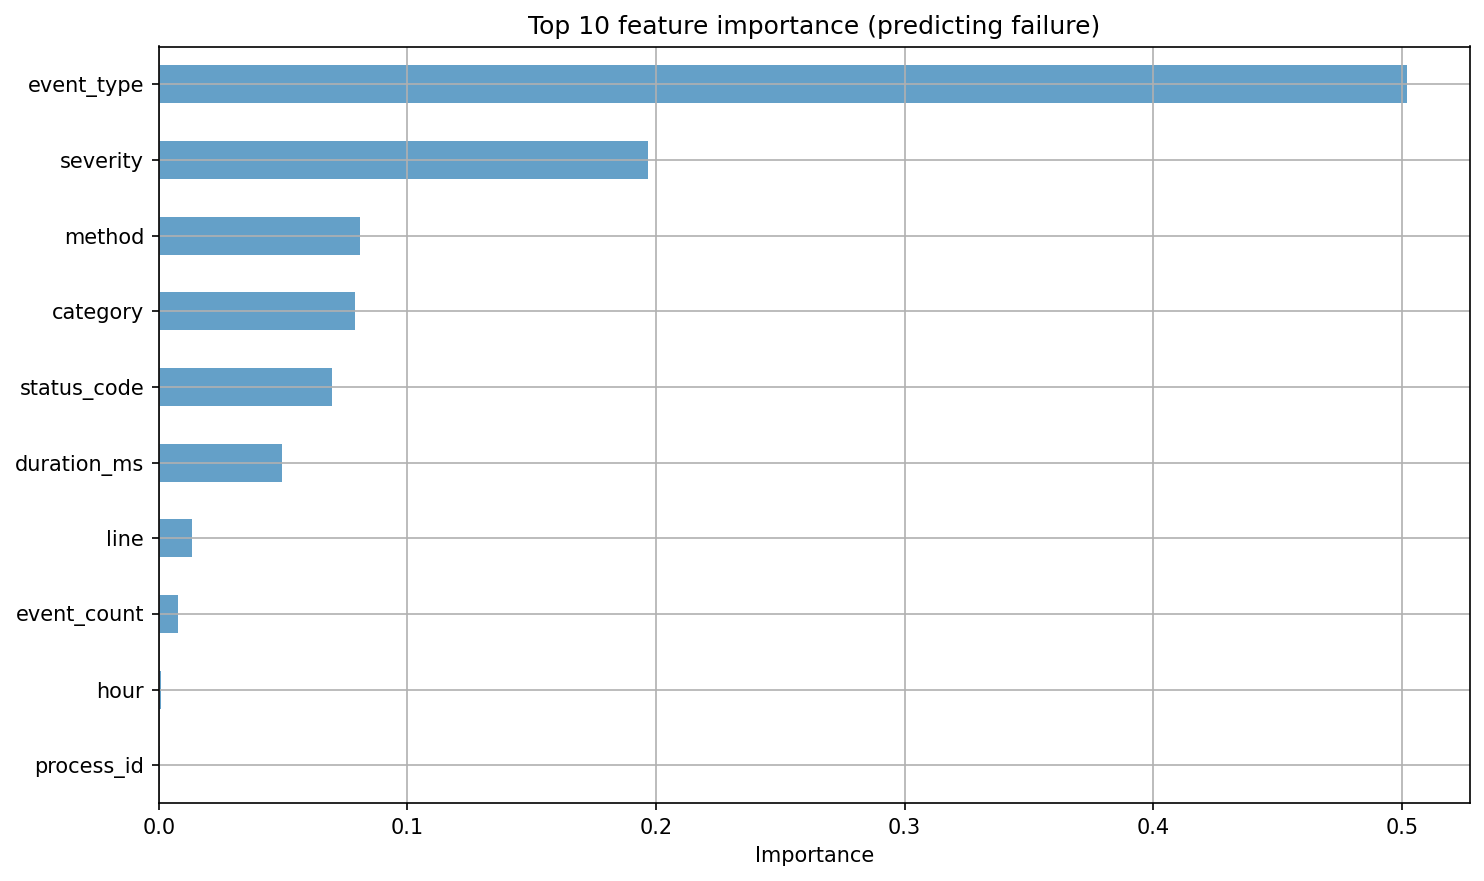 Top 10 feature importance (predicting failure)
event_type
severity
method
category
status_code
duration_ms
line
event_count
hour
process_id
0.0 0.1 0.2 0.3 0.4 0.5
Importance